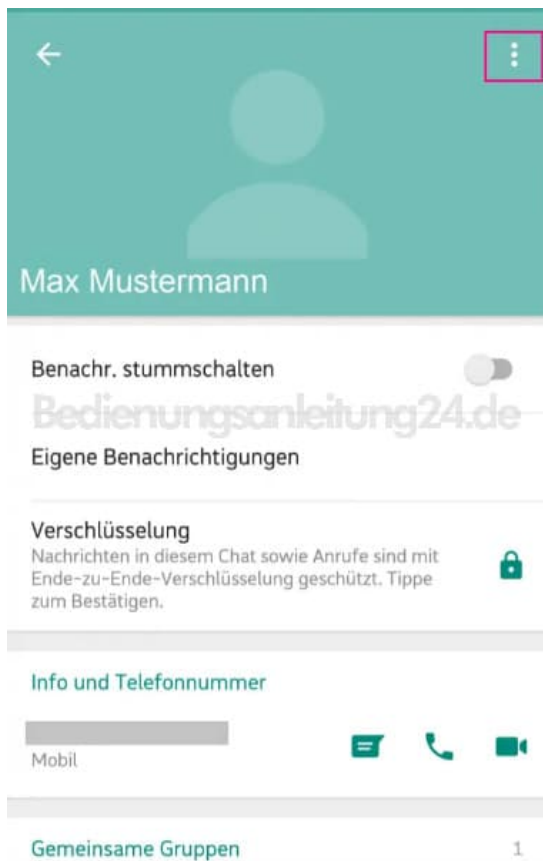 Max Mustermann
Benachr. stummschalten
Bedienungsanleitung24.de
Eigene Benachrichtigungen
Verschlüsselung
Nachrichten in diesem Chat sowie Anrufe sind mit
Ende-zu-Ende-Verschlüsselung geschützt. Tippe
zum Bestätigen.
Info und Telefonnummer
Mobil
Gemeinsame Gruppen 1